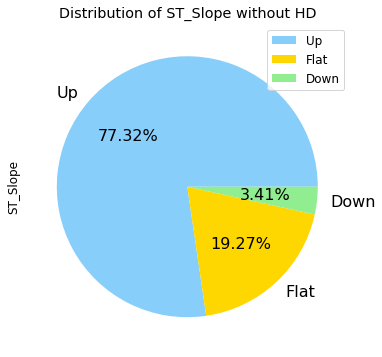 Distribution of ST_Slope without HD
Up
Flat
Down
Up
77.32%
ST_Slope
3.41%
Down
19.27%
Flat